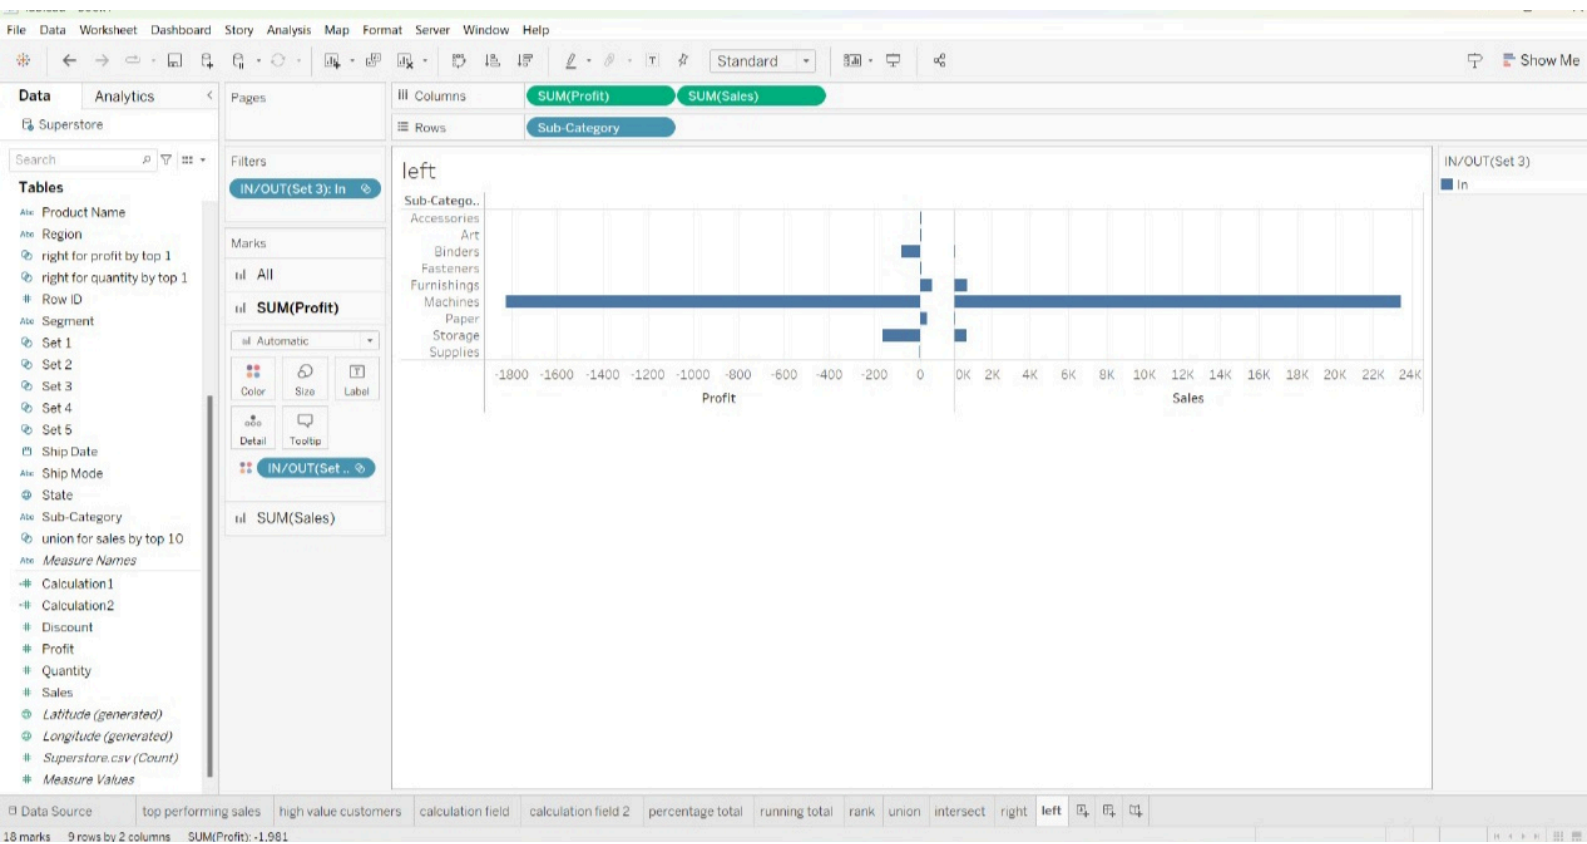 File Data Worksheet Dashboard Story Analysis Map Format Server Window Help
Standard
Show Me
Data Analytics
Superstore
Search
Tables
Abc Product Name
Abc Region
right for profit by top 1
right for quantity by top 1
# Row ID
Abc Segment
Set 1
Set 2
Set 3
Set 4
Set 5
Ship Date
Abc Ship Mode
State
Abc Sub-Category
union for sales by top 10
Abc Measure Names
=# Calculation1
=# Calculation2
# Discount
# Profit
# Quantity
# Sales
Latitude (generated)
Longitude (generated)
# Superstore.csv (Count)
# Measure Values
Pages
Filters
IN/OUT(Set 3): In
Marks
All
SUM(Profit)
Automatic
Color Size Label
Detail Tooltip
IN/OUT(Set ..
SUM(Sales)
Columns SUM(Profit) SUM(Sales)
Rows Sub-Category
left
Sub-Catego..
Accessories
Art
Binders
Fasteners
Furnishings
Machines
Paper
Storage
Supplies
-1800 -1600 -1400 -1200 -1000 -800 -600 -400 -200 0 0K 2K 4K 6K 8K 10K 12K 14K 16K 18K 20K 22K 24K
Profit Sales
IN/OUT(Set 3)
In
Data Source top performing sales high value customers calculation field calculation field 2 percentage total running total rank union intersect right left
18 marks 9 rows by 2 columns SUM(Profit): -1,981